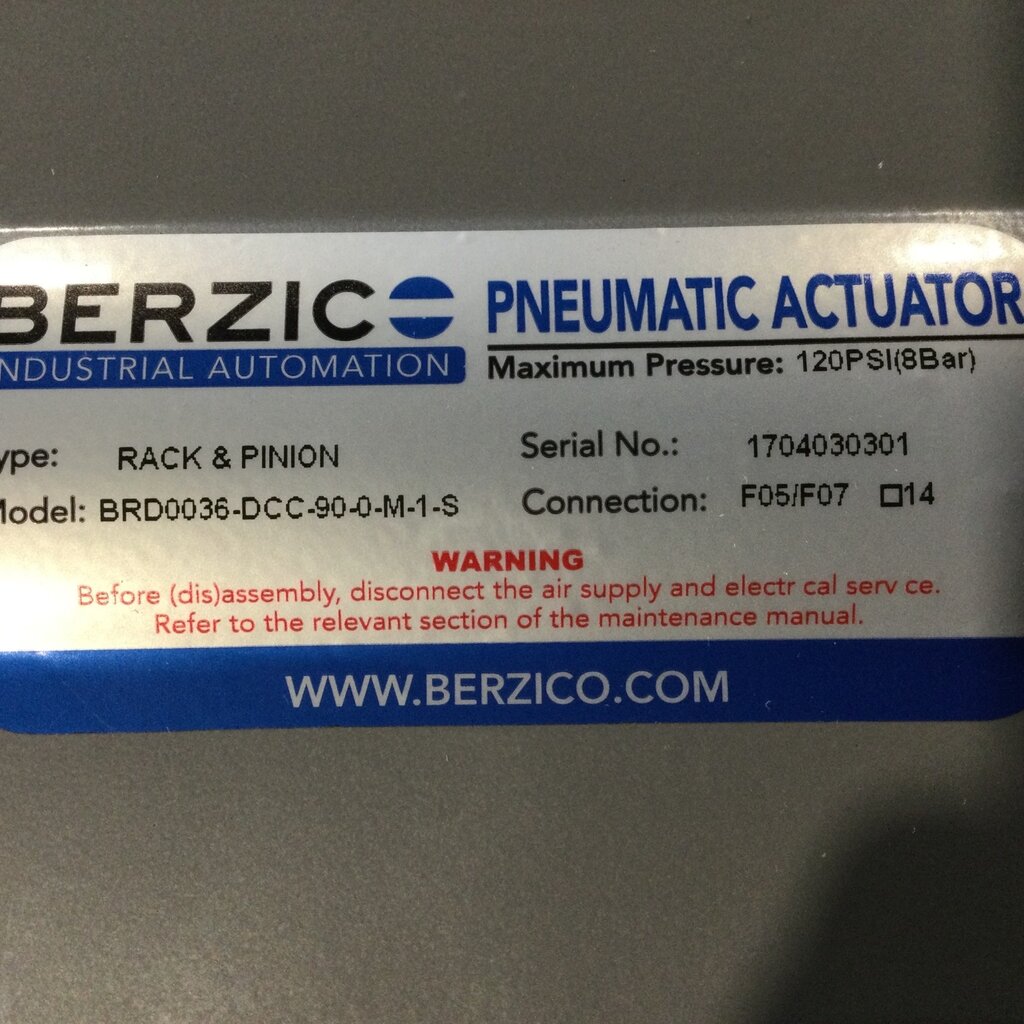 BERZICO
INDUSTRIAL AUTOMATION
PNEUMATIC ACTUATOR
Maximum Pressure: 120PSI(8Bar)
ype: RACK & PINION
Serial No.: 1704030301
Model: BRD0036-DCC-90-0-M-1-S
Connection: F05/F07 □14
WARNING
Before (dis)assembly, disconnect the air supply and electr cal serv ce.
Refer to the relevant section of the maintenance manual.
WWW.BERZICO.COM